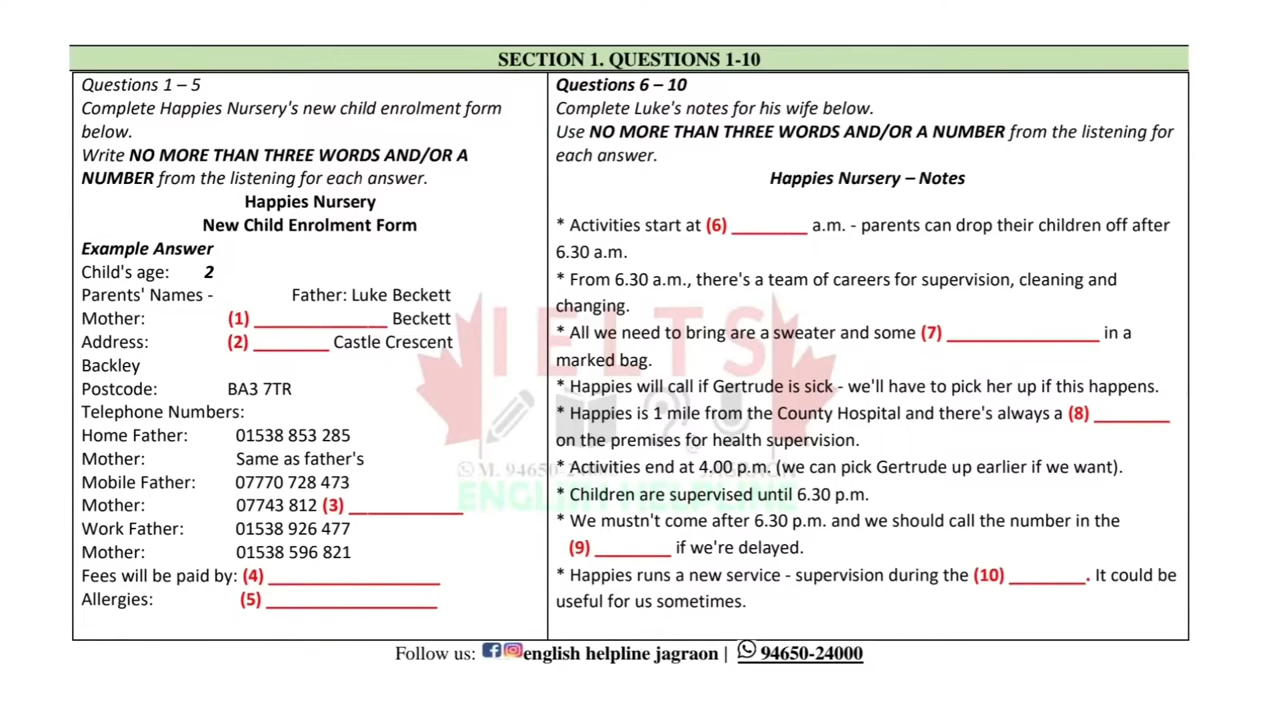 SECTION 1. QUESTIONS 1-10
Questions 1 – 5
Complete Happies Nursery's new child enrolment form
below.
Write NO MORE THAN THREE WORDS AND/OR A
NUMBER from the listening for each answer.
Happies Nursery
New Child Enrolment Form
Example Answer
Child's age: 2
Parents' Names - Father: Luke Beckett
Mother: (1) ________________ Beckett
Address: (2) _________ Castle Crescent
Backley
Postcode: BA3 7TR
Telephone Numbers:
Home Father: 01538 853 285
Mother: Same as father's
Mobile Father: 07770 728 473
Mother: 07743 812 (3) ______________
Work Father: 01538 926 477
Mother: 01538 596 821
Fees will be paid by: (4) _____________________
Allergies: (5) _____________________
Questions 6 – 10
Complete Luke's notes for his wife below.
Use NO MORE THAN THREE WORDS AND/OR A NUMBER from the listening for
each answer.
Happies Nursery – Notes
* Activities start at (6) _________ a.m. - parents can drop their children off after
6.30 a.m.
* From 6.30 a.m., there's a team of careers for supervision, cleaning and
changing.
* All we need to bring are a sweater and some (7) __________________ in a
marked bag.
* Happies will call if Gertrude is sick - we'll have to pick her up if this happens.
* Happies is 1 mile from the County Hospital and there's always a (8) _________
on the premises for health supervision.
* Activities end at 4.00 p.m. (we can pick Gertrude up earlier if we want).
* Children are supervised until 6.30 p.m.
* We mustn't come after 6.30 p.m. and we should call the number in the
(9) _________ if we're delayed.
* Happies runs a new service - supervision during the (10) _________. It could be
useful for us sometimes.
IELTS
ENGLISH HELPLINE
Follow us: english helpline jagraon | 94650-24000